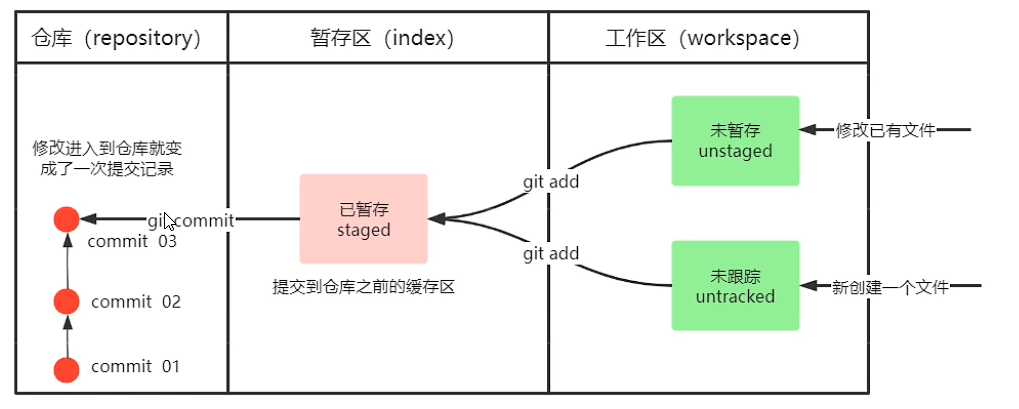 仓库（repository）
暂存区（index）
工作区（workspace）
修改进入到仓库就变
成了一次提交记录
未暂存
unstaged
修改已有文件
git add
已暂存
staged
git commit
commit 03
git add
未跟踪
untracked
新创建一个文件
提交到仓库之前的缓存区
commit 02
commit 01